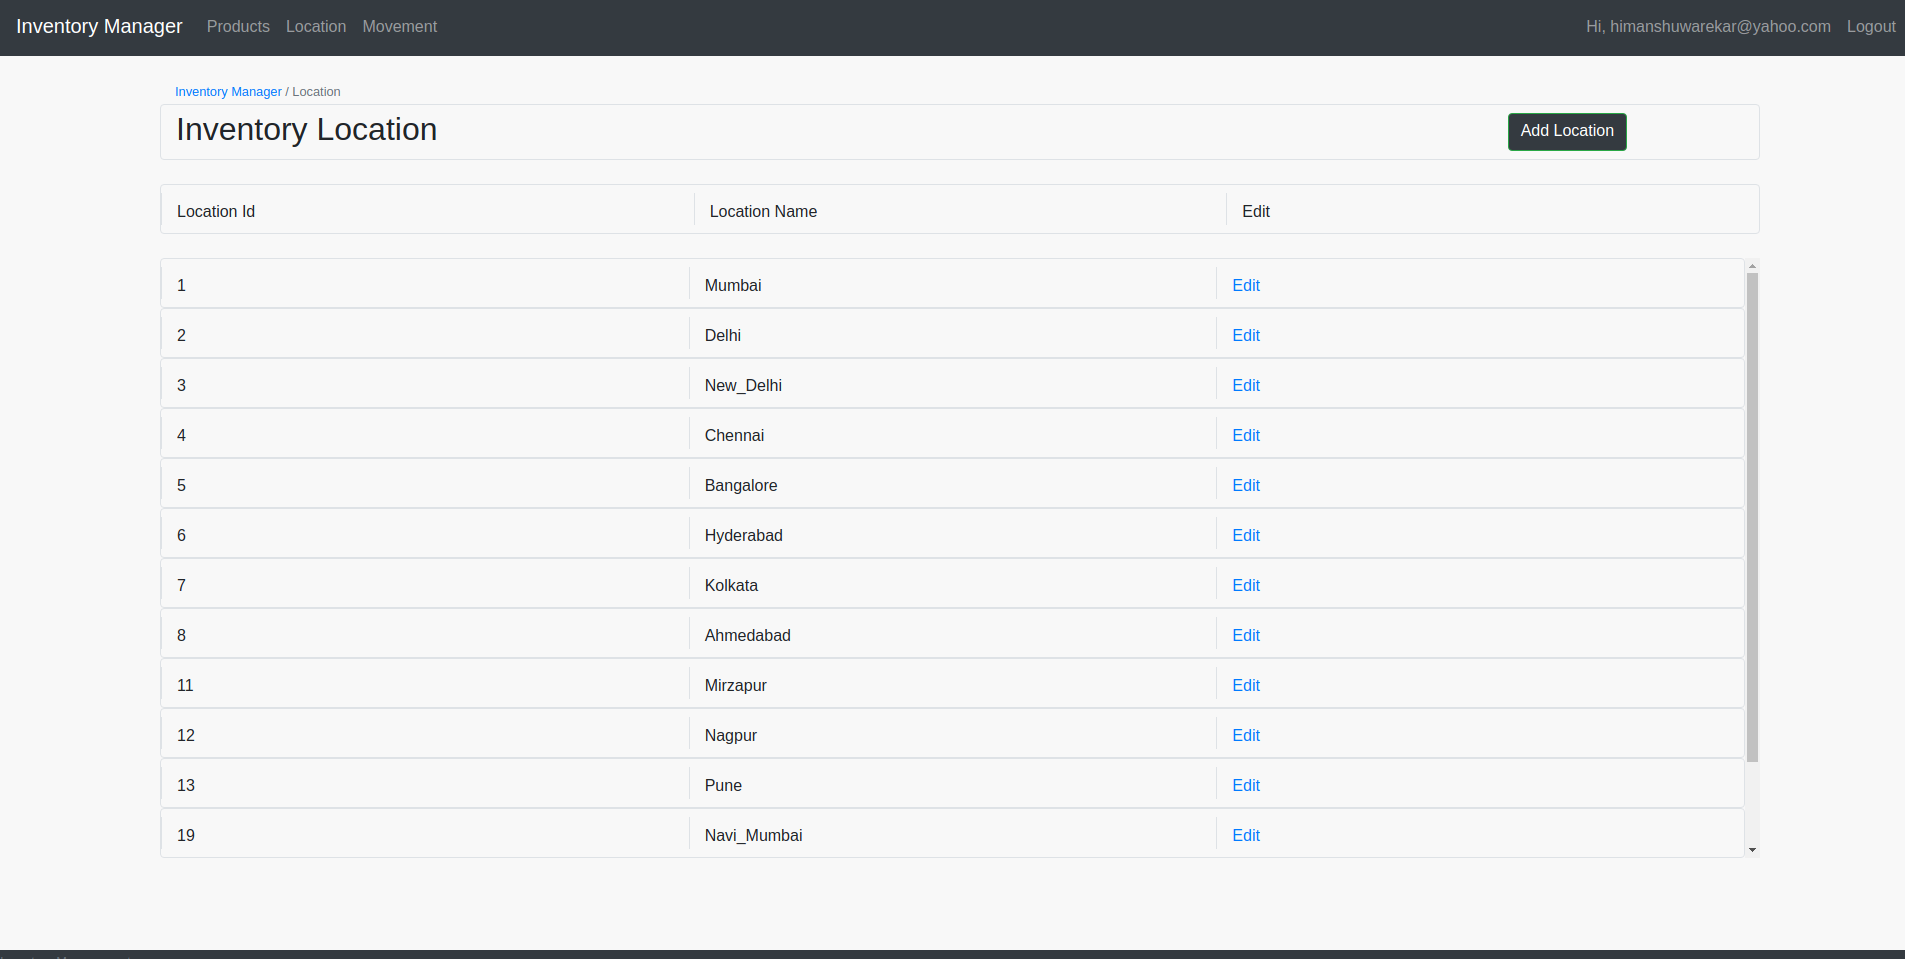 Inventory Manager Products Location Movement Hi, himanshuwarekar@yahoo.com Logout
Inventory Manager / Location
Inventory Location Add Location
Location Id Location Name Edit
1 Mumbai Edit
2 Delhi Edit
3 New_Delhi Edit
4 Chennai Edit
5 Bangalore Edit
6 Hyderabad Edit
7 Kolkata Edit
8 Ahmedabad Edit
11 Mirzapur Edit
12 Nagpur Edit
13 Pune Edit
19 Navi_Mumbai Edit